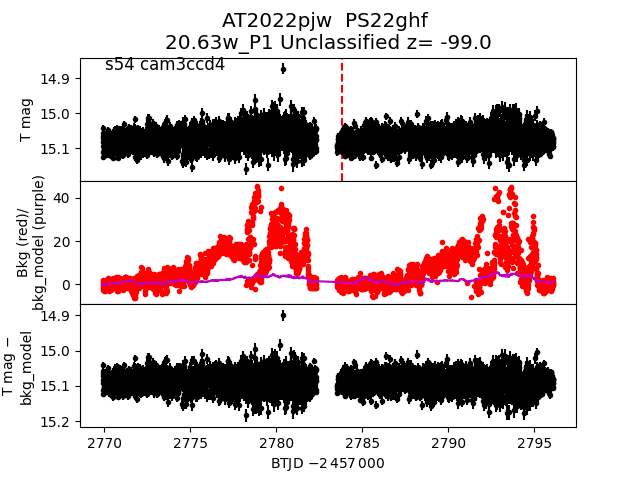 AT2022pjw  PS22ghf
20.63w_P1 Unclassified z= -99.0
s54 cam3ccd4
14.9
15.0
15.1
T mag
40
20
0
Bkg (red)/
bkg_model (purple)
14.9
15.0
15.1
15.2
T mag −
bkg_model
2770 2775 2780 2785 2790 2795
BTJD −2 457 000